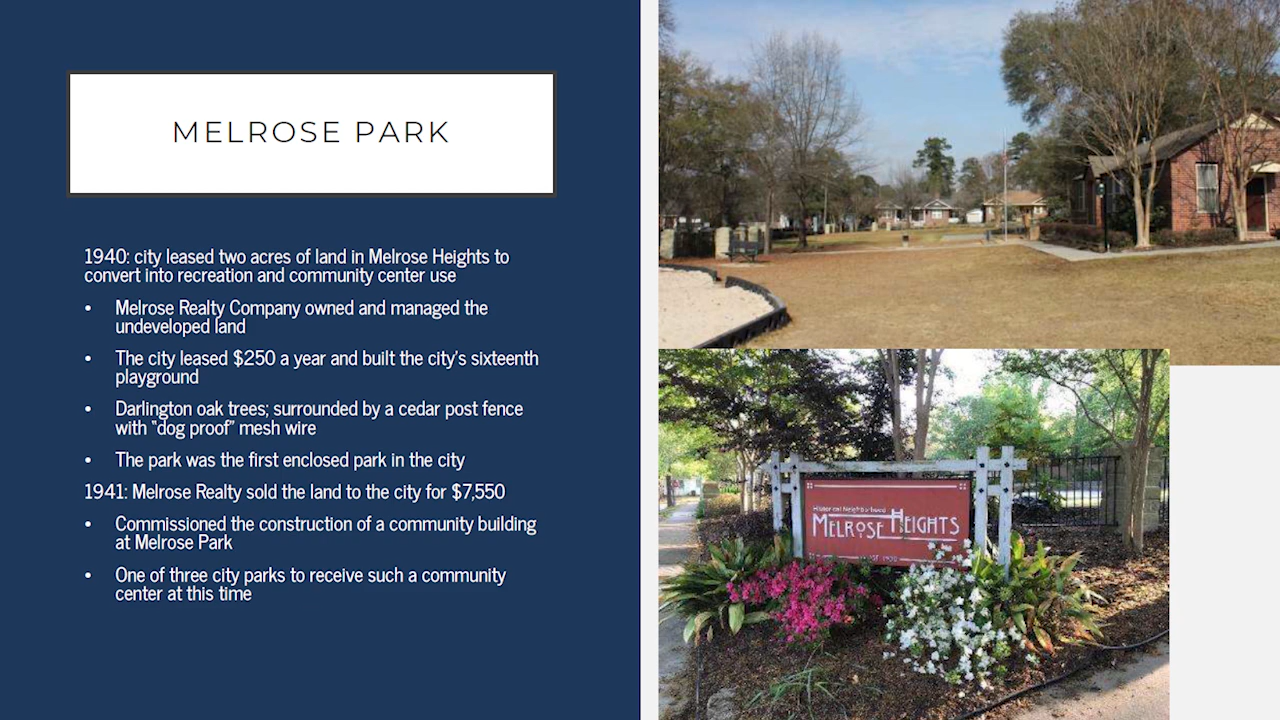 MELROSE PARK
1940: city leased two acres of land in Melrose Heights to
convert into recreation and community center use
• Melrose Realty Company owned and managed the
undeveloped land
• The city leased $250 a year and built the city's sixteenth
playground
• Darlington oak trees; surrounded by a cedar post fence
with "dog proof" mesh wire
• The park was the first enclosed park in the city
1941: Melrose Realty sold the land to the city for $7,550
• Commissioned the construction of a community building
at Melrose Park
• One of three city parks to receive such a community
center at this time
Historical Neighborhood
MELROSE HEIGHTS